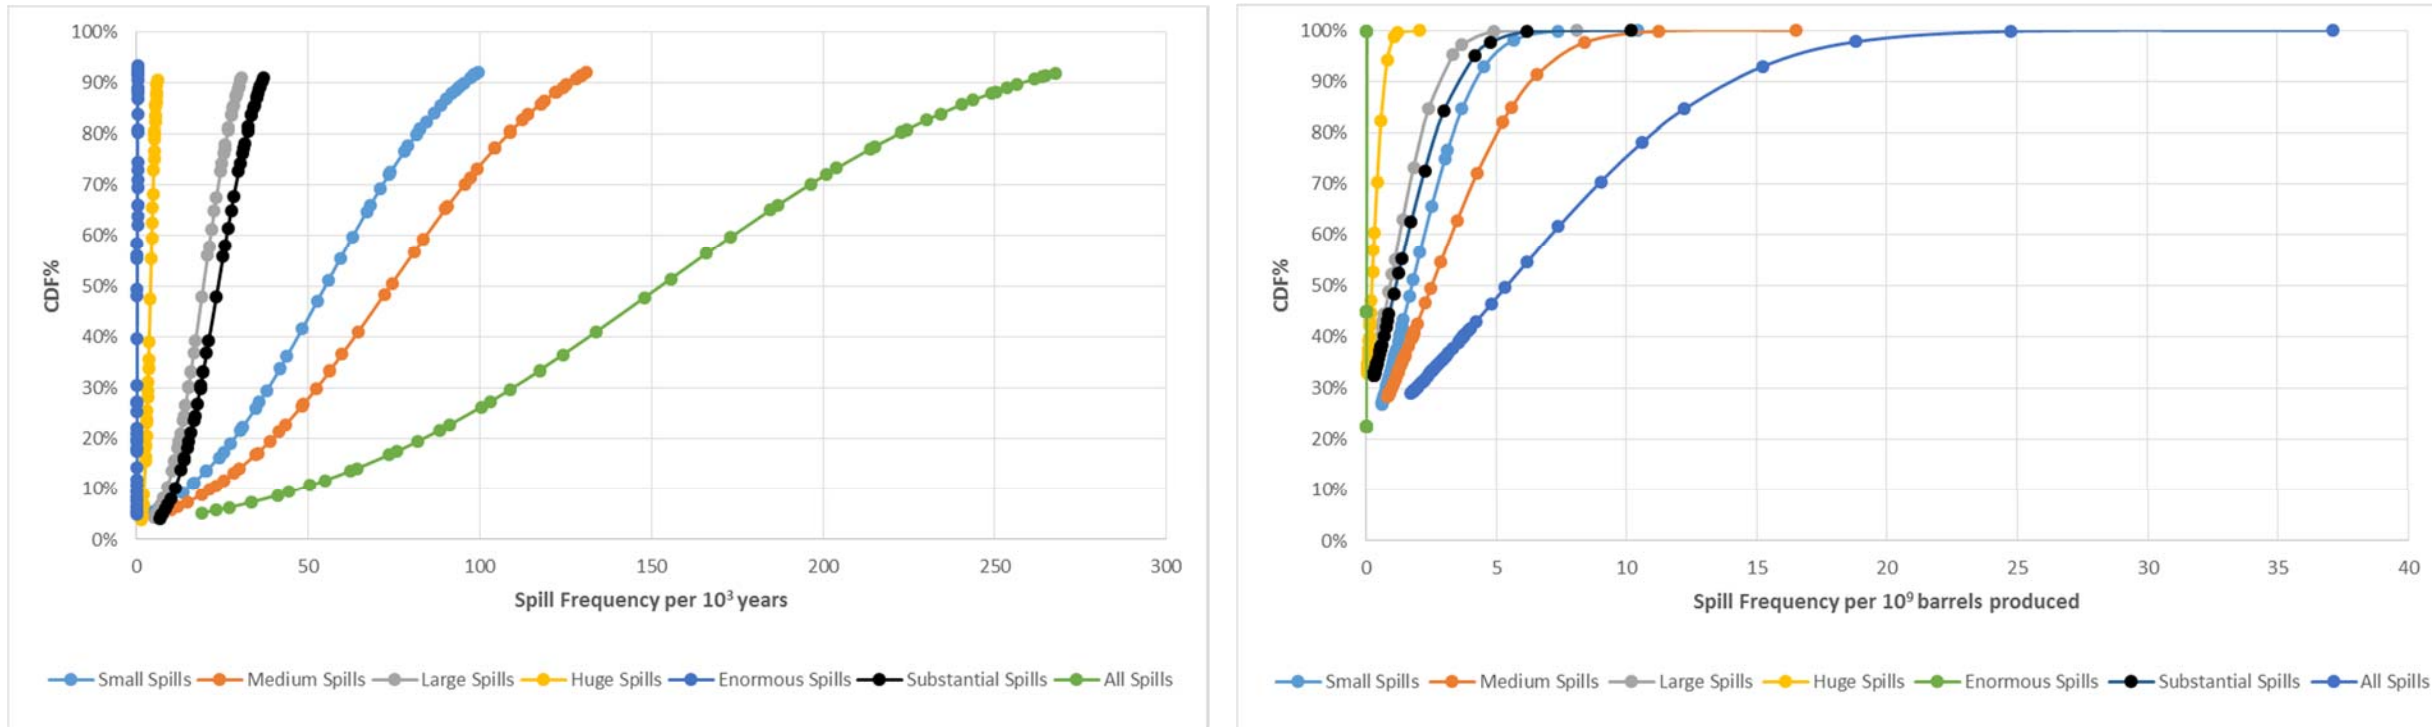 100%
90%
80%
70%
60%
50%
40%
30%
20%
10%
0%
CDF%
0 50 100 150 200 250 300
Spill Frequency per 10³ years
Small Spills Medium Spills Large Spills Huge Spills Enormous Spills Substantial Spills All Spills
100%
90%
80%
70%
60%
50%
40%
30%
20%
10%
0%
CDF%
0 5 10 15 20 25 30 35 40
Spill Frequency per 10⁹ barrels produced
Small Spills Medium Spills Large Spills Huge Spills Enormous Spills Substantial Spills All Spills